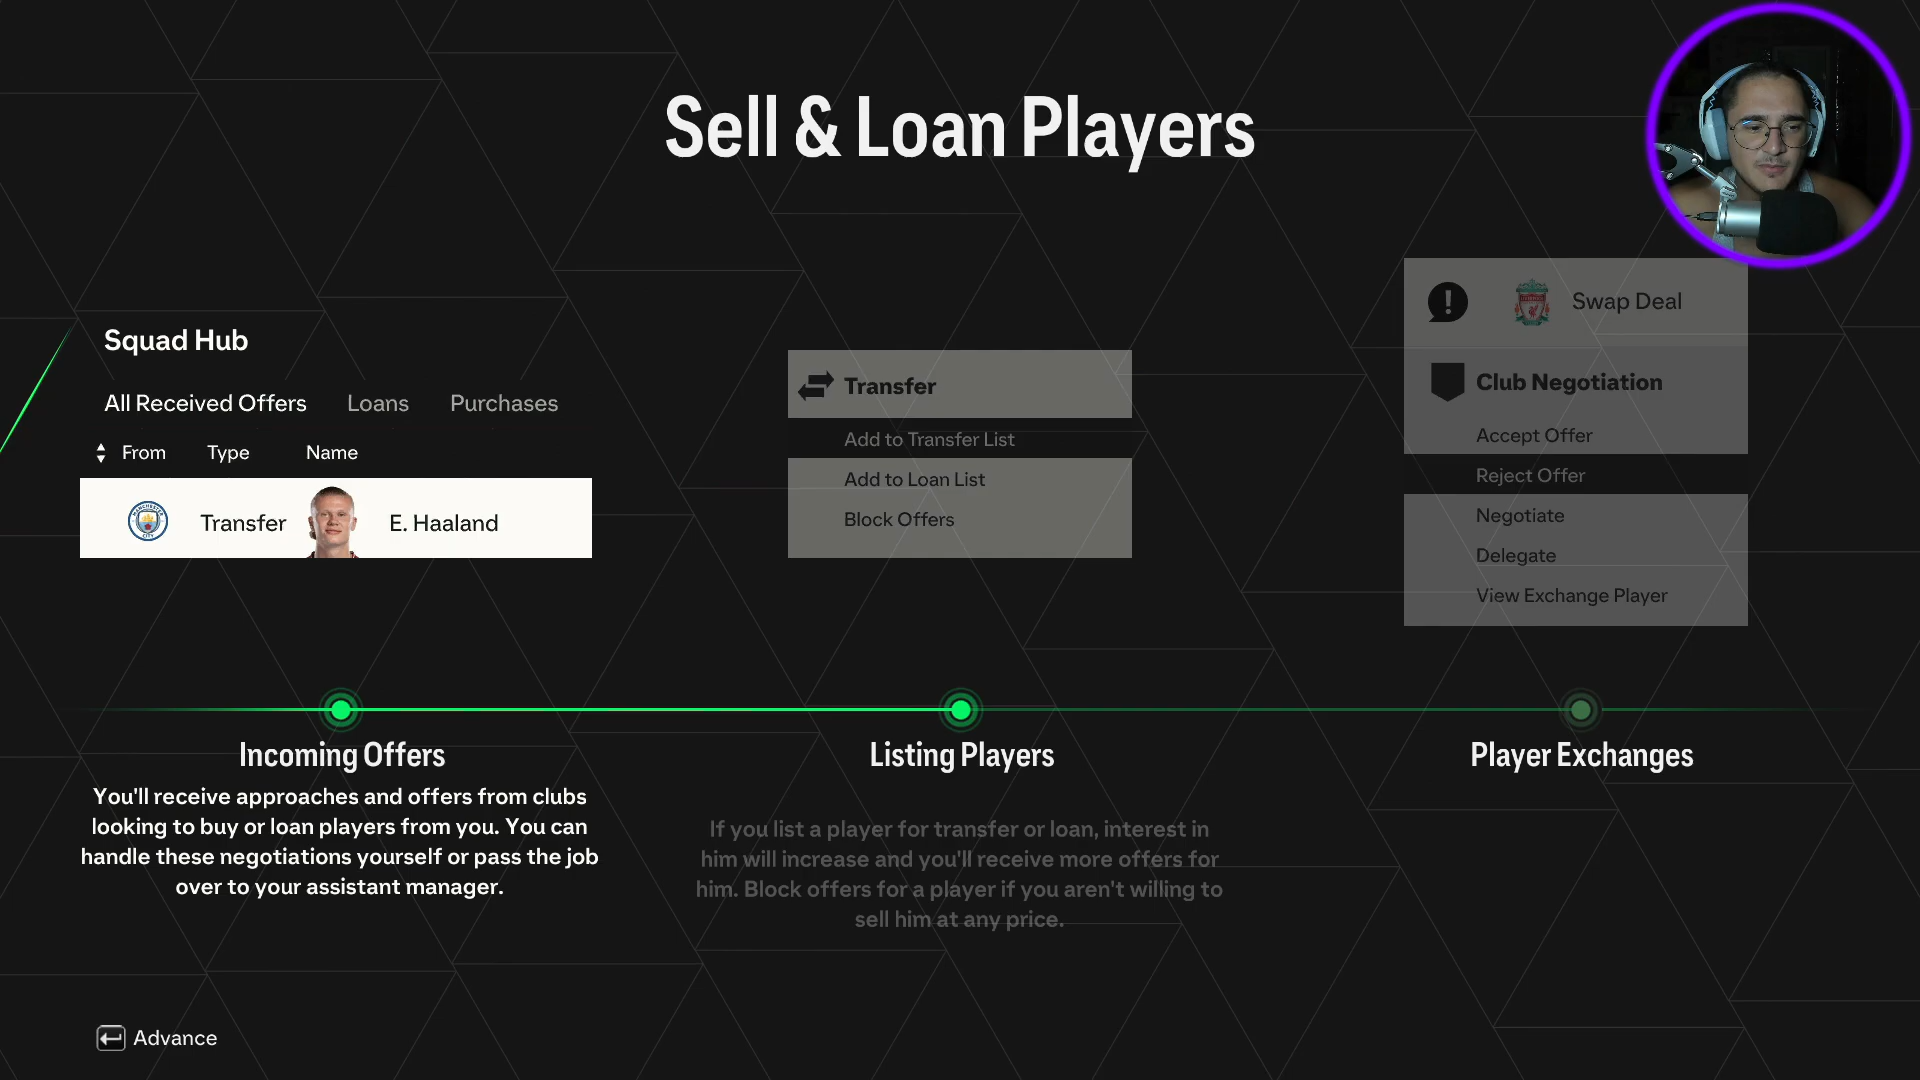 Sell & Loan Players
Squad Hub
All Received Offers Loans Purchases
From Type Name
Transfer E. Haaland
Transfer
Add to Transfer List
Add to Loan List
Block Offers
Swap Deal
Club Negotiation
Accept Offer
Reject Offer
Negotiate
Delegate
View Exchange Player
Incoming Offers
You'll receive approaches and offers from clubs
looking to buy or loan players from you. You can
handle these negotiations yourself or pass the job
over to your assistant manager.
Listing Players
If you list a player for transfer or loan, interest in
him will increase and you'll receive more offers for
him. Block offers for a player if you aren't willing to
sell him at any price.
Player Exchanges
Advance